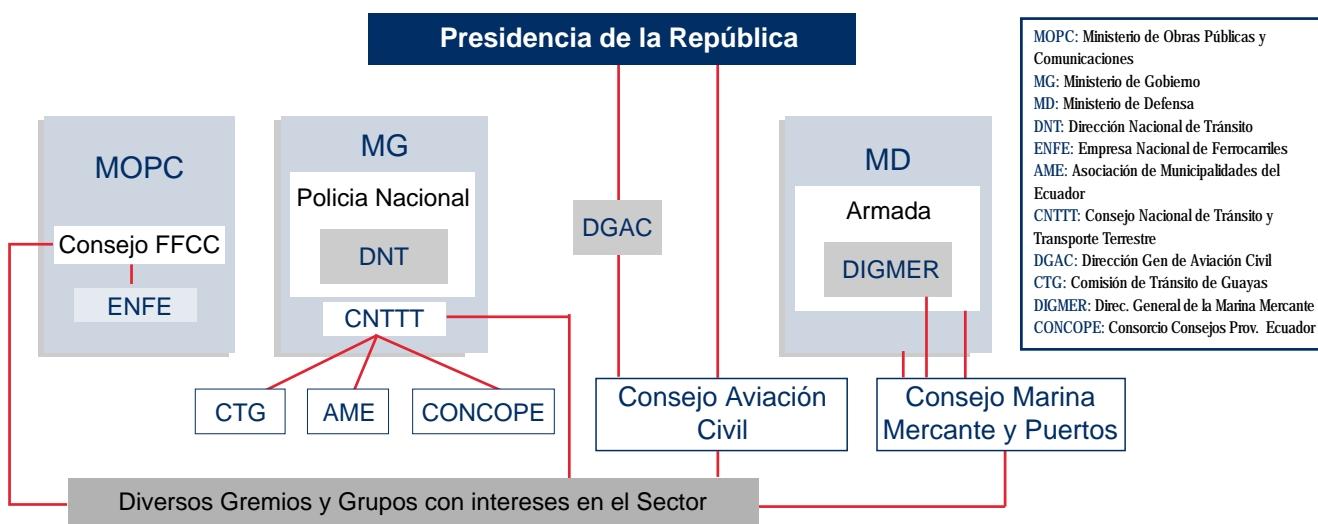 Presidencia de la República
MOPC
Consejo FFCC
ENFE
MG
Policia Nacional
DNT
CNTTT
CTG
AME
CONCOPE
DGAC
Consejo Aviación
Civil
MD
Armada
DIGMER
Consejo Marina
Mercante y Puertos
Diversos Gremios y Grupos con intereses en el Sector
MOPC: Ministerio de Obras Públicas y
Comunicaciones
MG: Ministerio de Gobierno
MD: Ministerio de Defensa
DNT: Dirección Nacional de Tránsito
ENFE: Empresa Nacional de Ferrocarriles
AME: Asociación de Municipalidades del
Ecuador
CNTTT: Consejo Nacional de Tránsito y
Transporte Terrestre
DGAC: Dirección Gen de Aviación Civil
CTG: Comisión de Tránsito de Guayas
DIGMER: Direc. General de la Marina Mercante
CONCOPE: Consorcio Consejos Prov. Ecuador